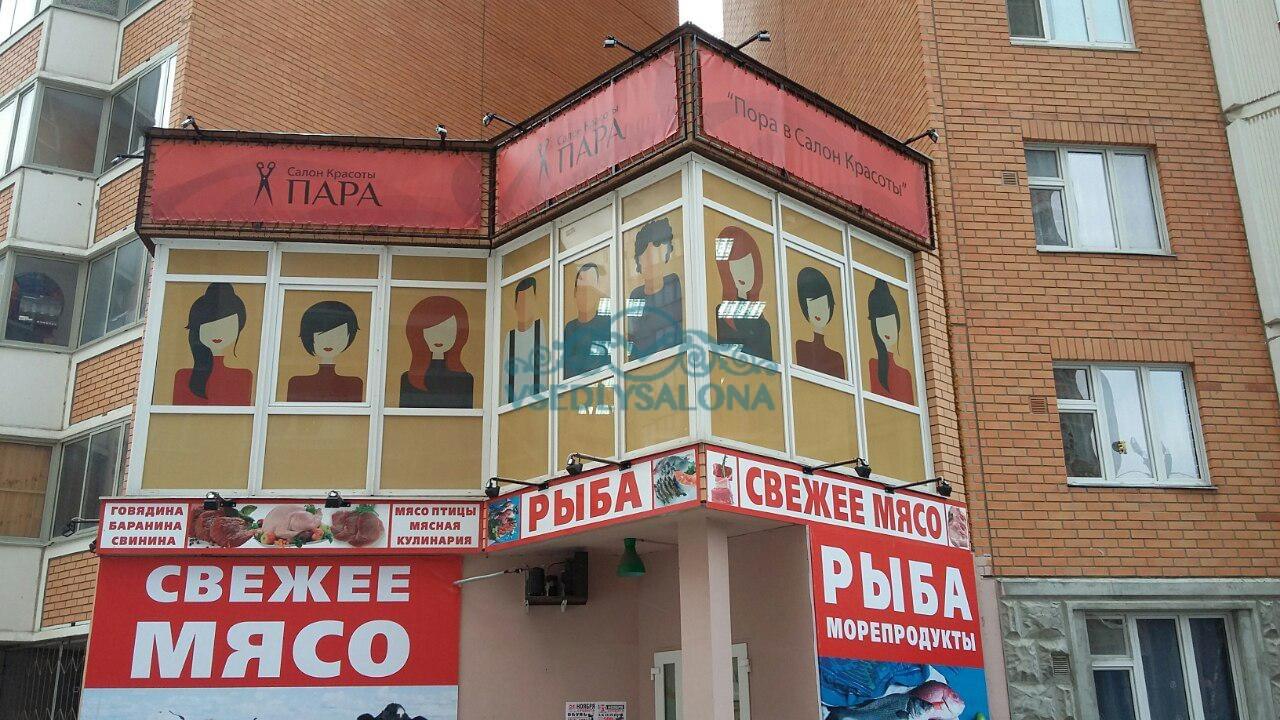 Салон Красоты
ПАРА
Салон Красоты
ПАРА
"Пора в Салон Красоты"
VSEDLYSALONA
ГОВЯДИНА
БАРАНИНА
СВИНИНА
МЯСО ПТИЦЫ
МЯСНАЯ
КУЛИНАРИЯ
РЫБА
СВЕЖЕЕ МЯСО
СВЕЖЕЕ
МЯСО
РЫБА
МОРЕПРОДУКТЫ
НОЯБРЯ